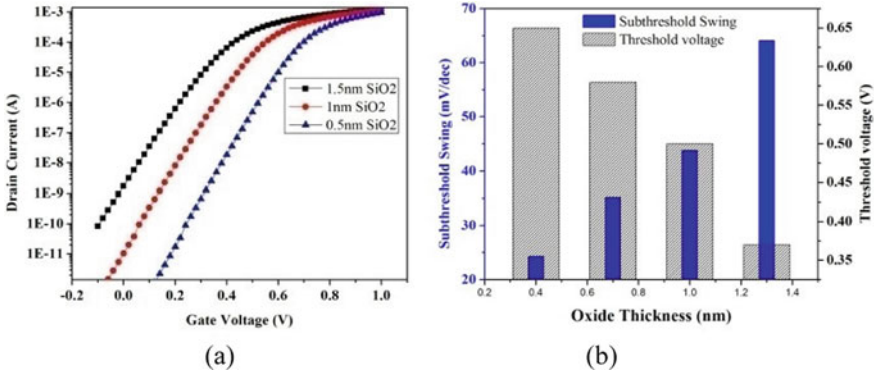 1E-3
1E-4
1E-5
1E-6
1E-7
1E-8
1E-9
1E-10
1E-11
Drain Current (A)
1.5nm SiO2
1nm SiO2
0.5nm SiO2
-0.2 0.0 0.2 0.4 0.6 0.8 1.0
Gate Voltage (V)
(a)
70
60
50
40
30
20
Subthreshold Swing (mV/dec)
Subthreshold Swing
Threshold voltage
0.65
0.60
0.55
0.50
0.45
0.40
0.35
Threshold voltage (V)
0.2 0.4 0.6 0.8 1.0 1.2 1.4
Oxide Thickness (nm)
(b)